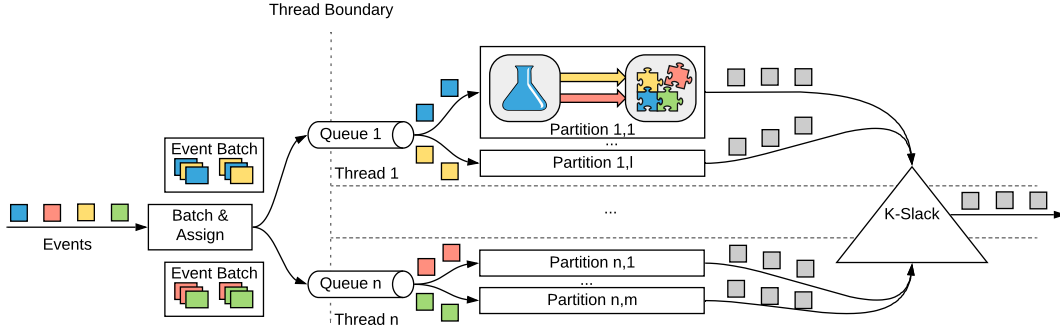 Thread Boundary
Event Batch
Queue 1
Partition 1,1
...
Partition 1,l
Thread 1
Events
Batch &
Assign
...
K-Slack
Event Batch
Queue n
Partition n,1
...
Partition n,m
Thread n